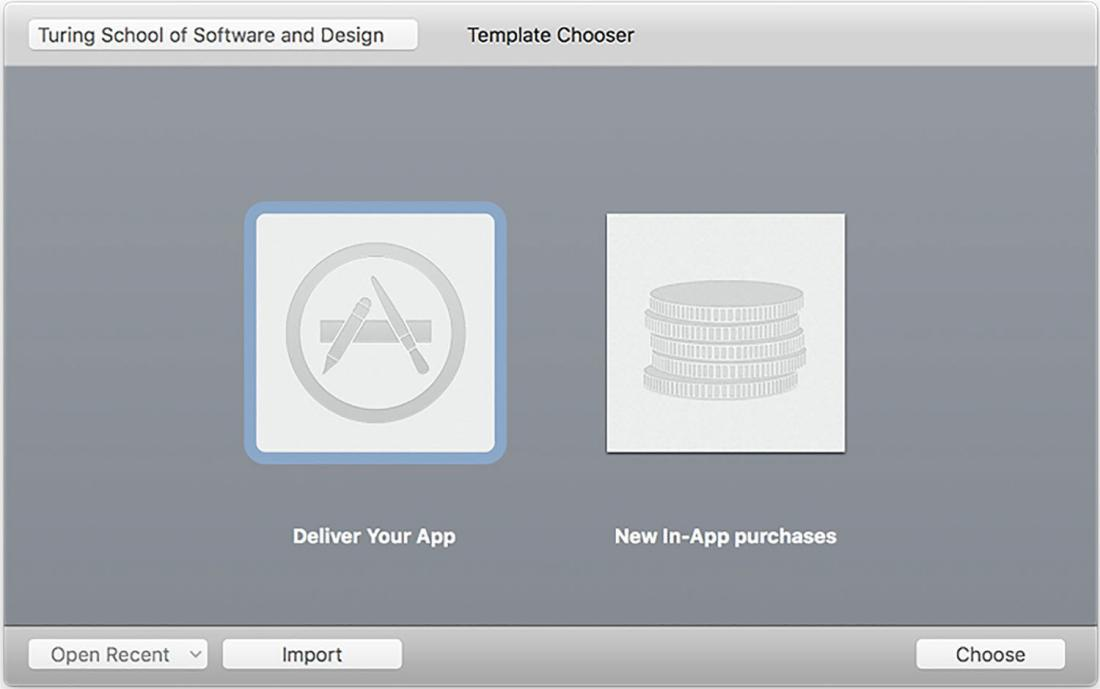 Turing School of Software and Design
Template Chooser
Deliver Your App
New In-App purchases
Open Recent
Import
Choose